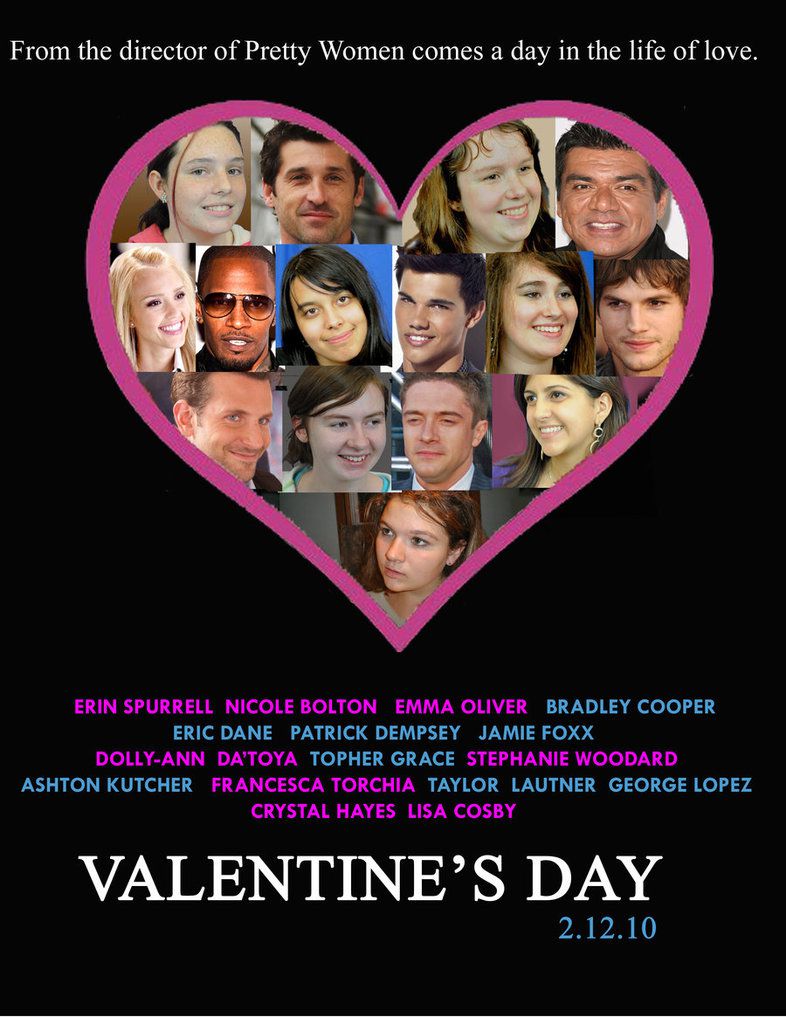 From the director of Pretty Women comes a day in the life of love.
ERIN SPURRELL NICOLE BOLTON EMMA OLIVER BRADLEY COOPER
ERIC DANE PATRICK DEMPSEY JAMIE FOXX
DOLLY-ANN DA'TOYA TOPHER GRACE STEPHANIE WOODARD
ASHTON KUTCHER FRANCESCA TORCHIA TAYLOR LAUTNER GEORGE LOPEZ
CRYSTAL HAYES LISA COSBY
VALENTINE'S DAY
2.12.10